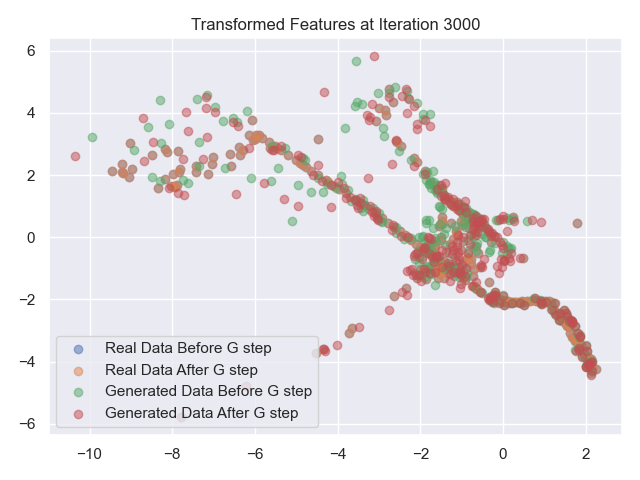 Transformed Features at Iteration 3000
6
4
2
0
−2
−4
−6
Real Data Before G step
Real Data After G step
Generated Data Before G step
Generated Data After G step
−10 −8 −6 −4 −2 0 2